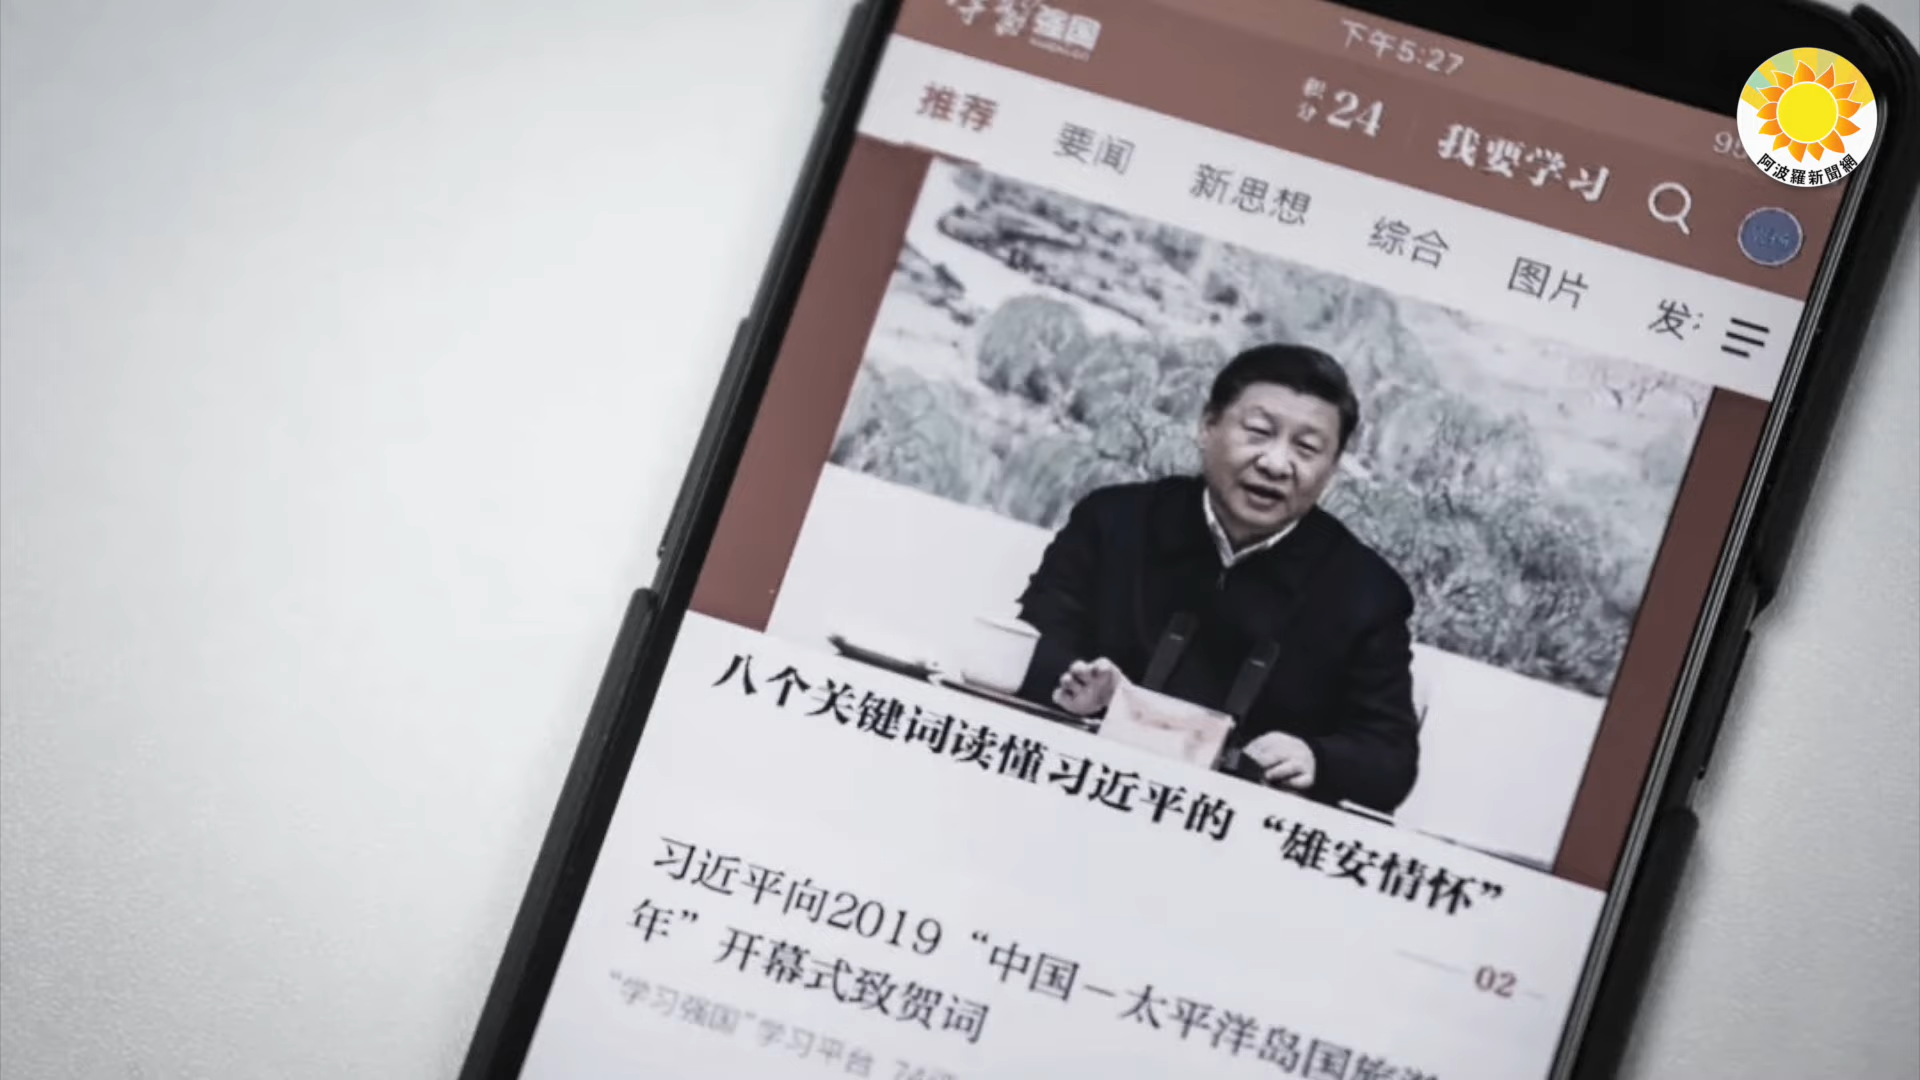 学习强国
下午5:27
积分 24
我要学习
阿波羅新聞網
推荐
要闻
新思想
综合
图片
八个关键词读懂习近平的“雄安情怀”
02
习近平向2019“中国－太平洋岛国旅游
年”开幕式致贺词
“学习强国”学习平台